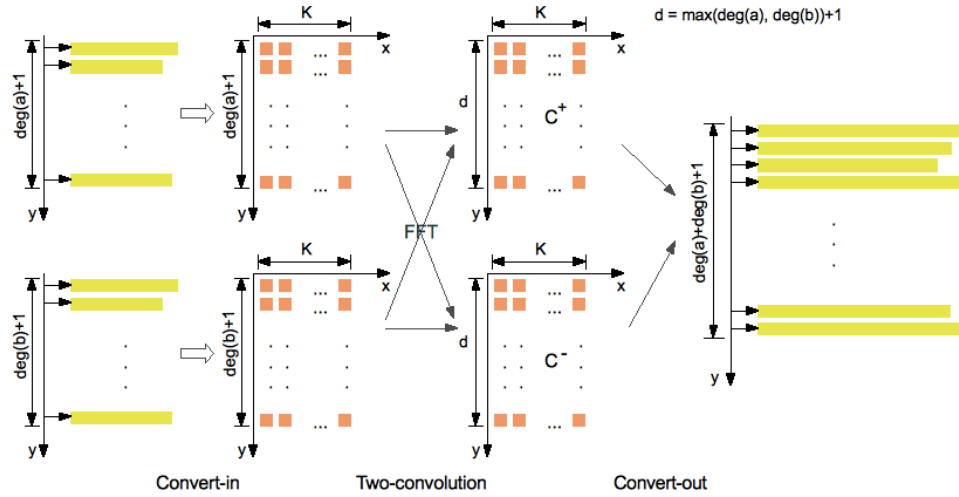 d = max(deg(a), deg(b))+1
K
x
...
...
...
deg(a)+1
y
deg(a)+1
y
K
x
...
...
...
d
C+
y
FFT
deg(a)+deg(b)+1
y
K
x
...
...
...
deg(b)+1
y
deg(b)+1
y
K
x
...
...
...
d
C-
y
Convert-in
Two-convolution
Convert-out